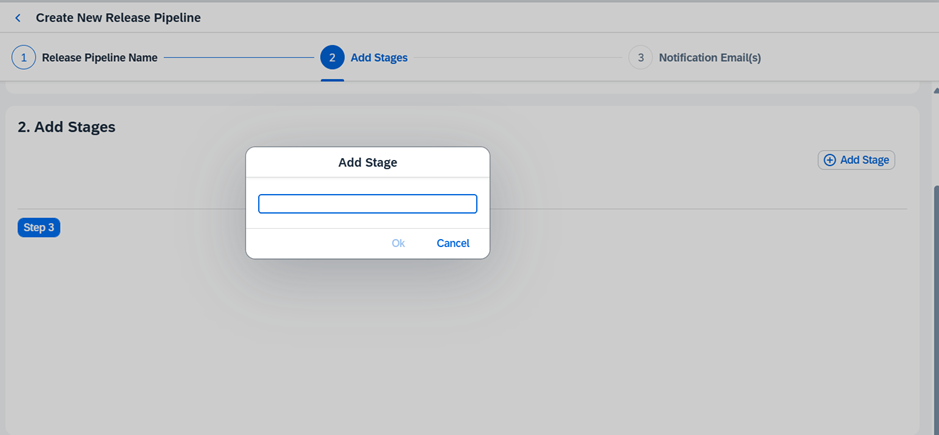 Create New Release Pipeline
1 Release Pipeline Name 2 Add Stages 3 Notification Email(s)
2. Add Stages
Add Stage
Add Stage
Step 3
Ok Cancel